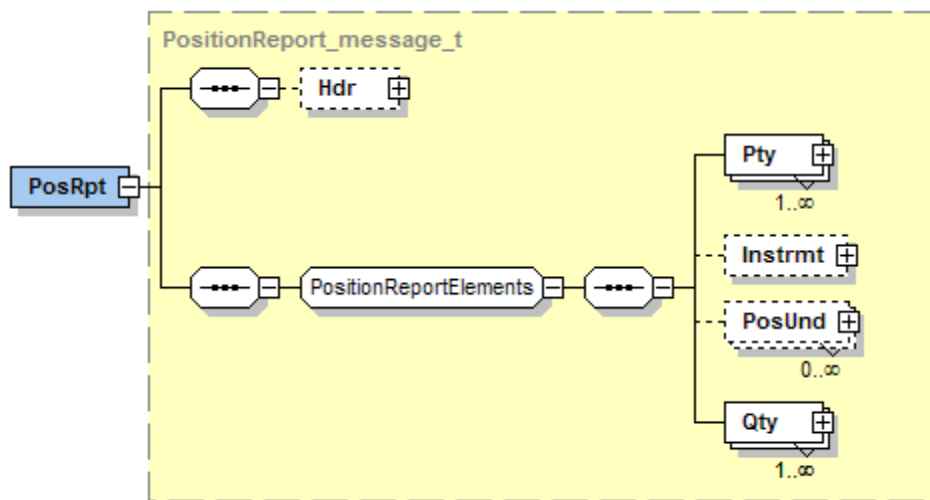 PositionReport_message_t
Hdr
PosRpt
Pty
1..∞
Instrmt
PositionReportElements
PosUnd
0..∞
Qty
1..∞